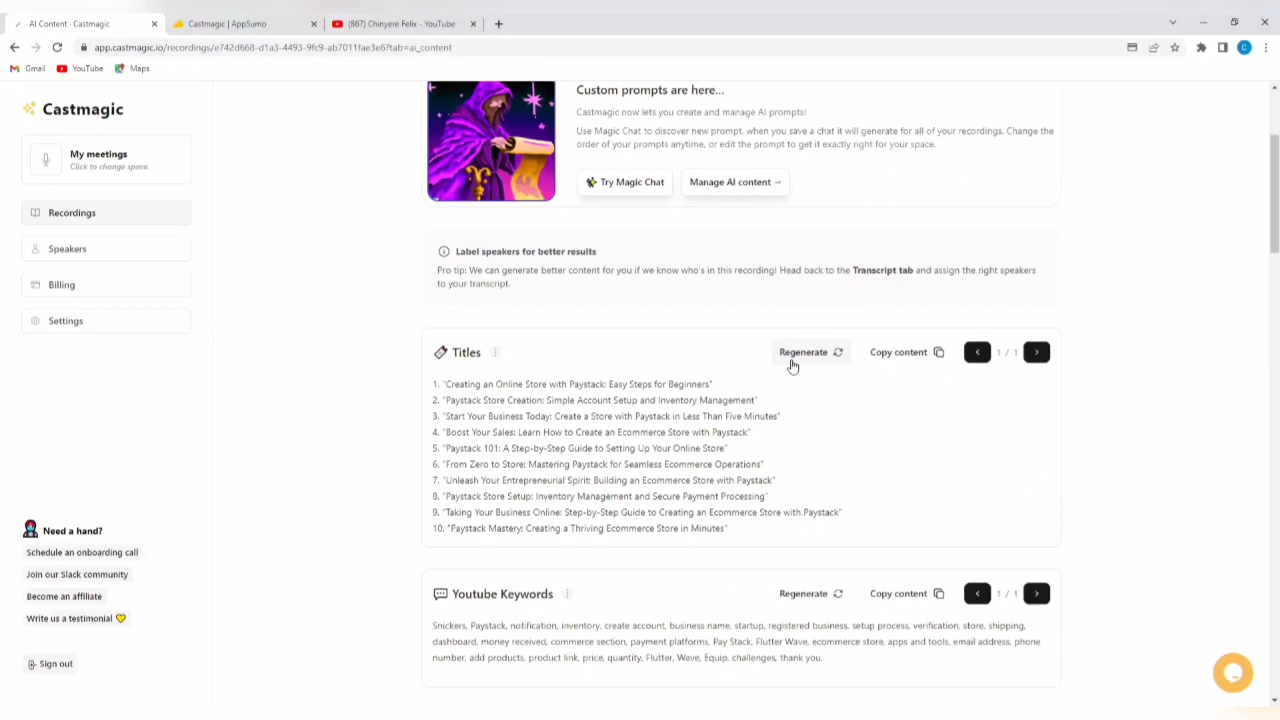 AI Content · Castmagic
Castmagic | AppSumo
(867) Chinyere Felix - YouTube
app.castmagic.io/recordings/e742d668-d1a3-4493-9fc9-ab7011fae3e6?tab=ai_content
C
Gmail
YouTube
Maps
Castmagic
My meetings
Click to change space.
Recordings
Speakers
Billing
Settings
Need a hand?
Schedule an onboarding call
Join our Slack community
Become an affiliate
Write us a testimonial 💛
Sign out
Custom prompts are here...
Castmagic now lets you create and manage AI prompts!
Use Magic Chat to discover new prompt, when you save a chat it will generate for all of your recordings. Change the
order of your prompts anytime, or edit the prompt to get it exactly right for your space.
Try Magic Chat
Manage AI content →
Label speakers for better results
Pro tip: We can generate better content for you if we know who's in this recording! Head back to the Transcript tab and assign the right speakers
to your transcript.
Titles
Regenerate
Copy content
1 / 1
1. "Creating an Online Store with Paystack: Easy Steps for Beginners"
2. "Paystack Store Creation: Simple Account Setup and Inventory Management"
3. "Start Your Business Today: Create a Store with Paystack in Less Than Five Minutes"
4. "Boost Your Sales: Learn How to Create an Ecommerce Store with Paystack"
5. "Paystack 101: A Step-by-Step Guide to Setting Up Your Online Store"
6. "From Zero to Store: Mastering Paystack for Seamless Ecommerce Operations"
7. "Unleash Your Entrepreneurial Spirit: Building an Ecommerce Store with Paystack"
8. "Paystack Store Setup: Inventory Management and Secure Payment Processing"
9. "Taking Your Business Online: Step-by-Step Guide to Creating an Ecommerce Store with Paystack"
10. "Paystack Mastery: Creating a Thriving Ecommerce Store in Minutes"
Youtube Keywords
Regenerate
Copy content
1 / 1
Snickers, Paystack, notification, inventory, create account, business name, startup, registered business, setup process, verification, store, shipping,
dashboard, money received, commerce section, payment platforms, Pay Stack, Flutter Wave, ecommerce store, apps and tools, email address, phone
number, add products, product link, price, quantity, Flutter, Wave, Equip, challenges, thank you.